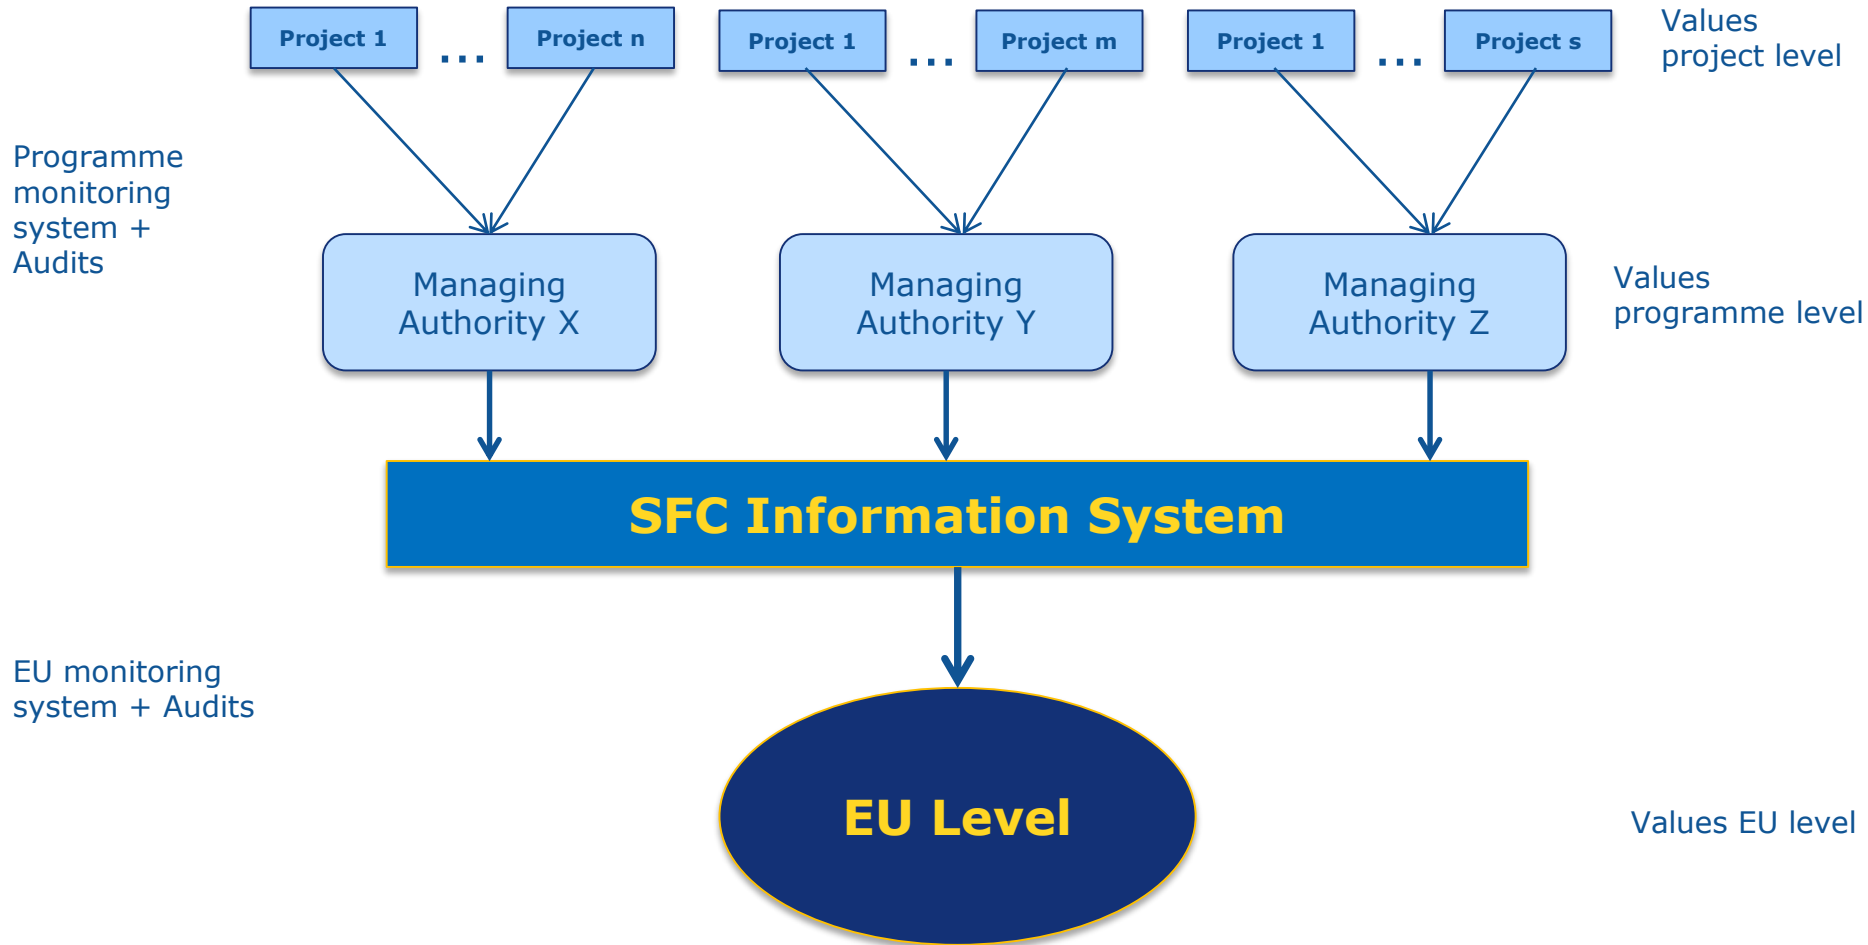 Project 1
...
Project n
Project 1
...
Project m
Project 1
...
Project s
Values
project level
Programme
monitoring
system +
Audits
Managing
Authority X
Managing
Authority Y
Managing
Authority Z
Values
programme level
SFC Information System
EU monitoring
system + Audits
EU Level
Values EU level